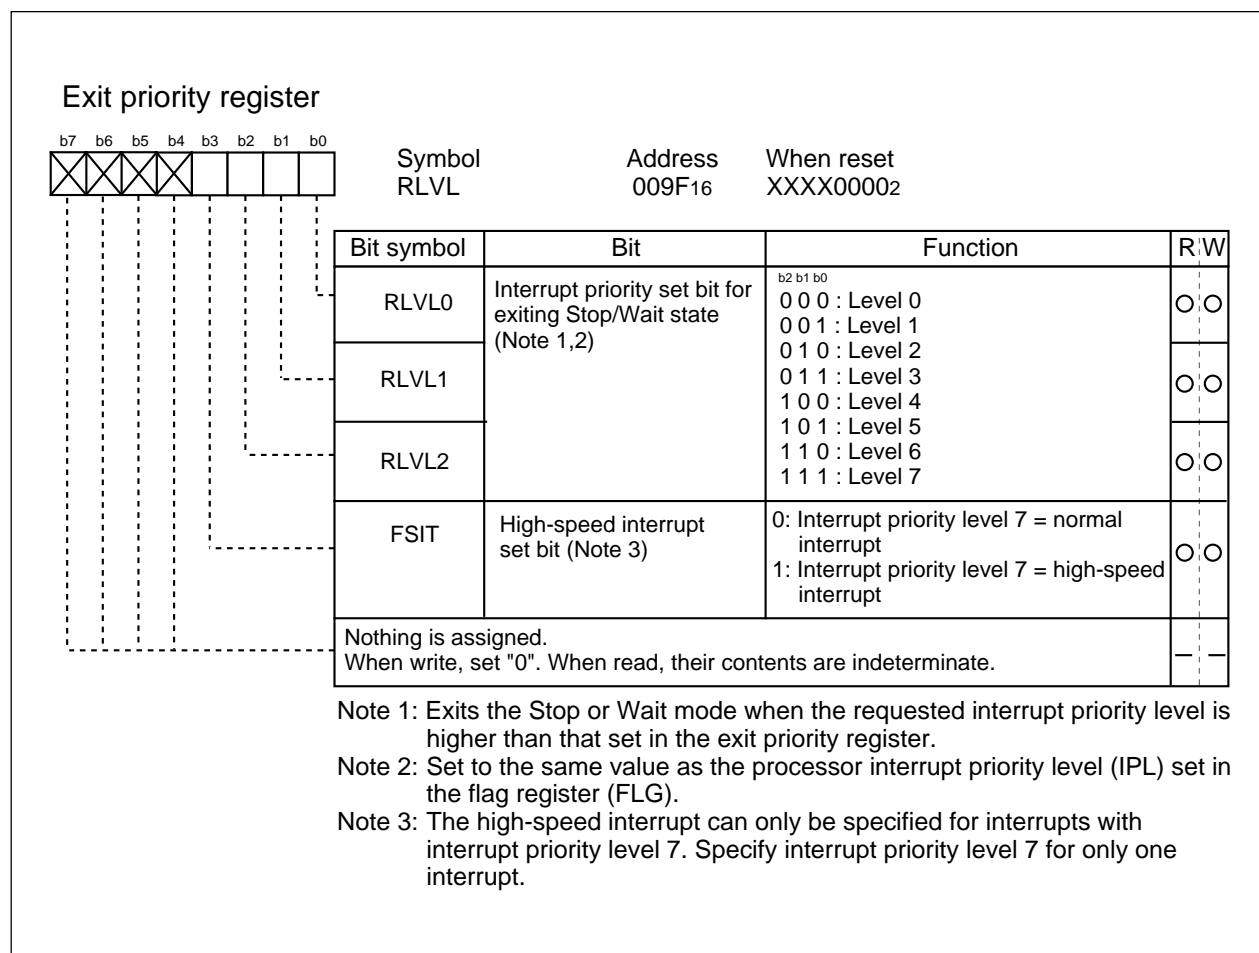 Exit priority register
b7 b6 b5 b4 b3 b2 b1 b0
Symbol Address When reset
RLVL 009F16 XXXX00002
Bit symbol Bit Function R W
RLVL0
Interrupt priority set bit for
exiting Stop/Wait state
(Note 1,2)
b2 b1 b0
0 0 0 : Level 0
0 0 1 : Level 1
0 1 0 : Level 2
0 1 1 : Level 3
1 0 0 : Level 4
1 0 1 : Level 5
1 1 0 : Level 6
1 1 1 : Level 7
RLVL1
RLVL2
FSIT
High-speed interrupt
set bit (Note 3)
0: Interrupt priority level 7 = normal
interrupt
1: Interrupt priority level 7 = high-speed
interrupt
Nothing is assigned.
When write, set "0". When read, their contents are indeterminate.
Note 1: Exits the Stop or Wait mode when the requested interrupt priority level is
higher than that set in the exit priority register.
Note 2: Set to the same value as the processor interrupt priority level (IPL) set in
the flag register (FLG).
Note 3: The high-speed interrupt can only be specified for interrupts with
interrupt priority level 7. Specify interrupt priority level 7 for only one
interrupt.